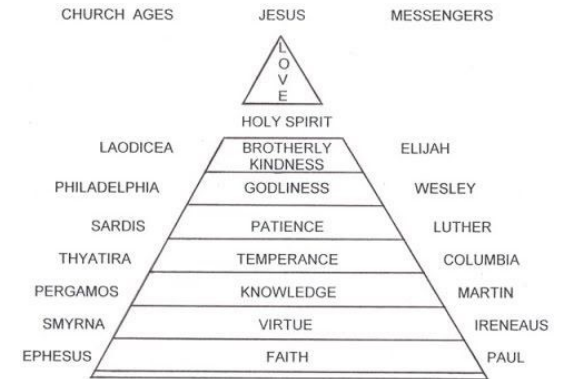 CHURCH AGES JESUS MESSENGERS
L
O
V
E
HOLY SPIRIT
LAODICEA BROTHERLY KINDNESS ELIJAH
PHILADELPHIA GODLINESS WESLEY
SARDIS PATIENCE LUTHER
THYATIRA TEMPERANCE COLUMBIA
PERGAMOS KNOWLEDGE MARTIN
SMYRNA VIRTUE IRENEAUS
EPHESUS FAITH PAUL